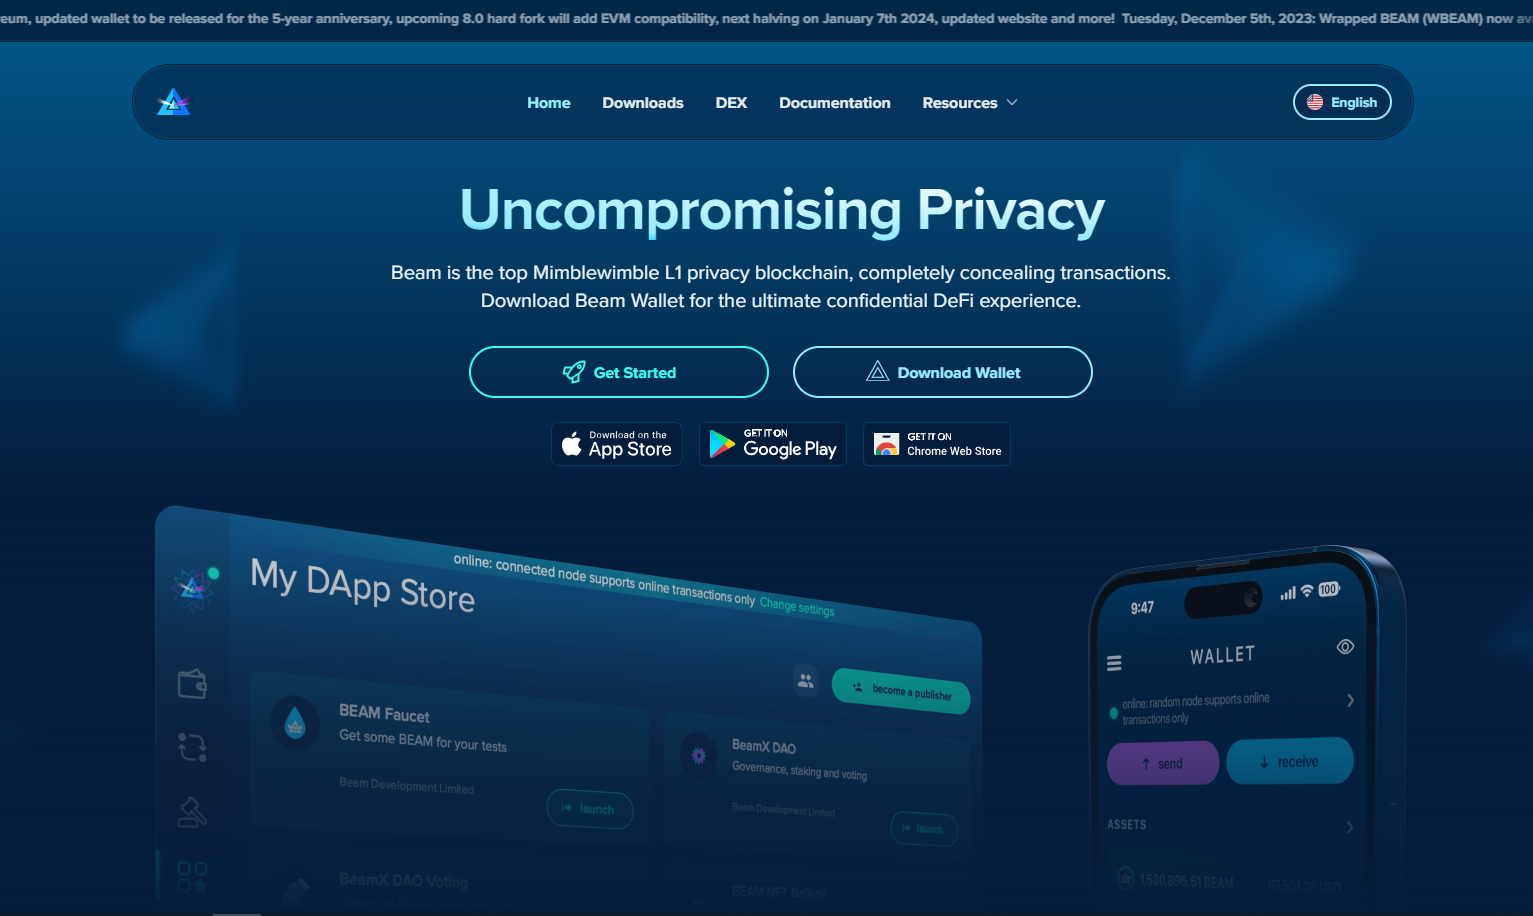 eum, updated wallet to be released for the 5-year anniversary, upcoming 8.0 hard fork will add EVM compatibility, next halving on January 7th 2024, updated website and more! Tuesday, December 5th, 2023: Wrapped BEAM (WBEAM) now
Home Downloads DEX Documentation Resources English
Uncompromising Privacy
Beam is the top Mimblewimble L1 privacy blockchain, completely concealing transactions.
Download Beam Wallet for the ultimate confidential DeFi experience.
Get Started Download Wallet
Download on the
App Store
GET IT ON
Google Play
GET IT ON
Chrome Web Store
online: connected node supports online transactions only Change settings
My DApp Store
become a publisher
BEAM Faucet
Get some BEAM for your tests
Beam Development Limited
launch
BeamX DAO
Governance, staking and voting
Beam Development Limited
launch
BeamX DAO Voting
BEAM NFT Gallery
9:47 100
WALLET
online: random node supports online
transactions only
send receive
ASSETS
1,530,895.51 BEAM